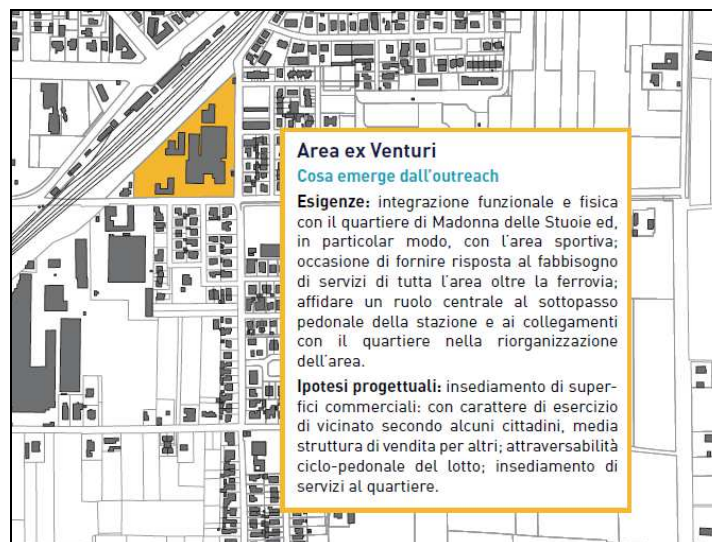 Area ex Venturi
Cosa emerge dall'outreach
Esigenze: integrazione funzionale e fisica
con il quartiere di Madonna delle Stuoie ed,
in particolar modo, con l'area sportiva;
occasione di fornire risposta al fabbisogno
di servizi di tutta l'area oltre la ferrovia;
affidare un ruolo centrale al sottopasso
pedonale della stazione e ai collegamenti
con il quartiere nella riorganizzazione
dell'area.
Ipotesi progettuali: insediamento di super-
fici commerciali: con carattere di esercizio
di vicinato secondo alcuni cittadini, media
struttura di vendita per altri; attraversabilità
ciclo-pedonale del lotto; insediamento di
servizi al quartiere.